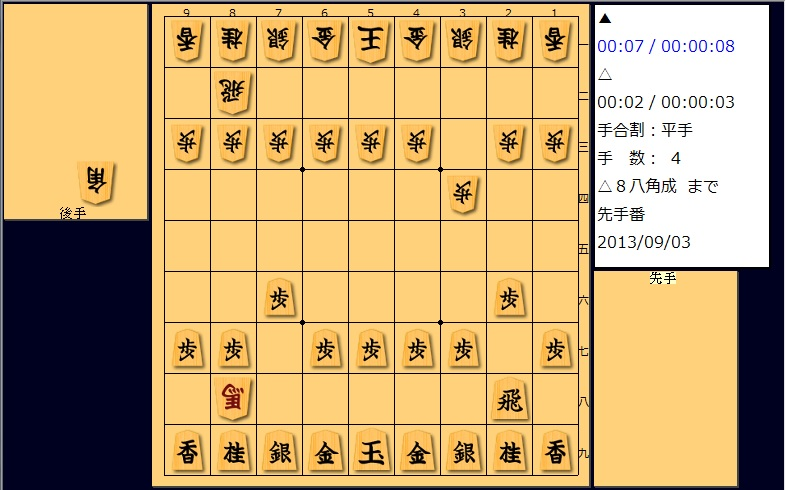 9 8 7 6 5 4 3 2 1
香 桂 銀 金 王 金 銀 桂 香 一
飛 二
歩 歩 歩 歩 歩 歩 歩 歩 三
歩 四
五
歩 歩 六
歩 歩 歩 歩 歩 歩 歩 七
馬 飛 八
香 桂 銀 金 玉 金 銀 桂 香 九
角
後手
▲
00:07 / 00:00:08
△
00:02 / 00:00:03
手合割：平手
手　数： 4
△８八角成 まで
先手番
2013/09/03
先手